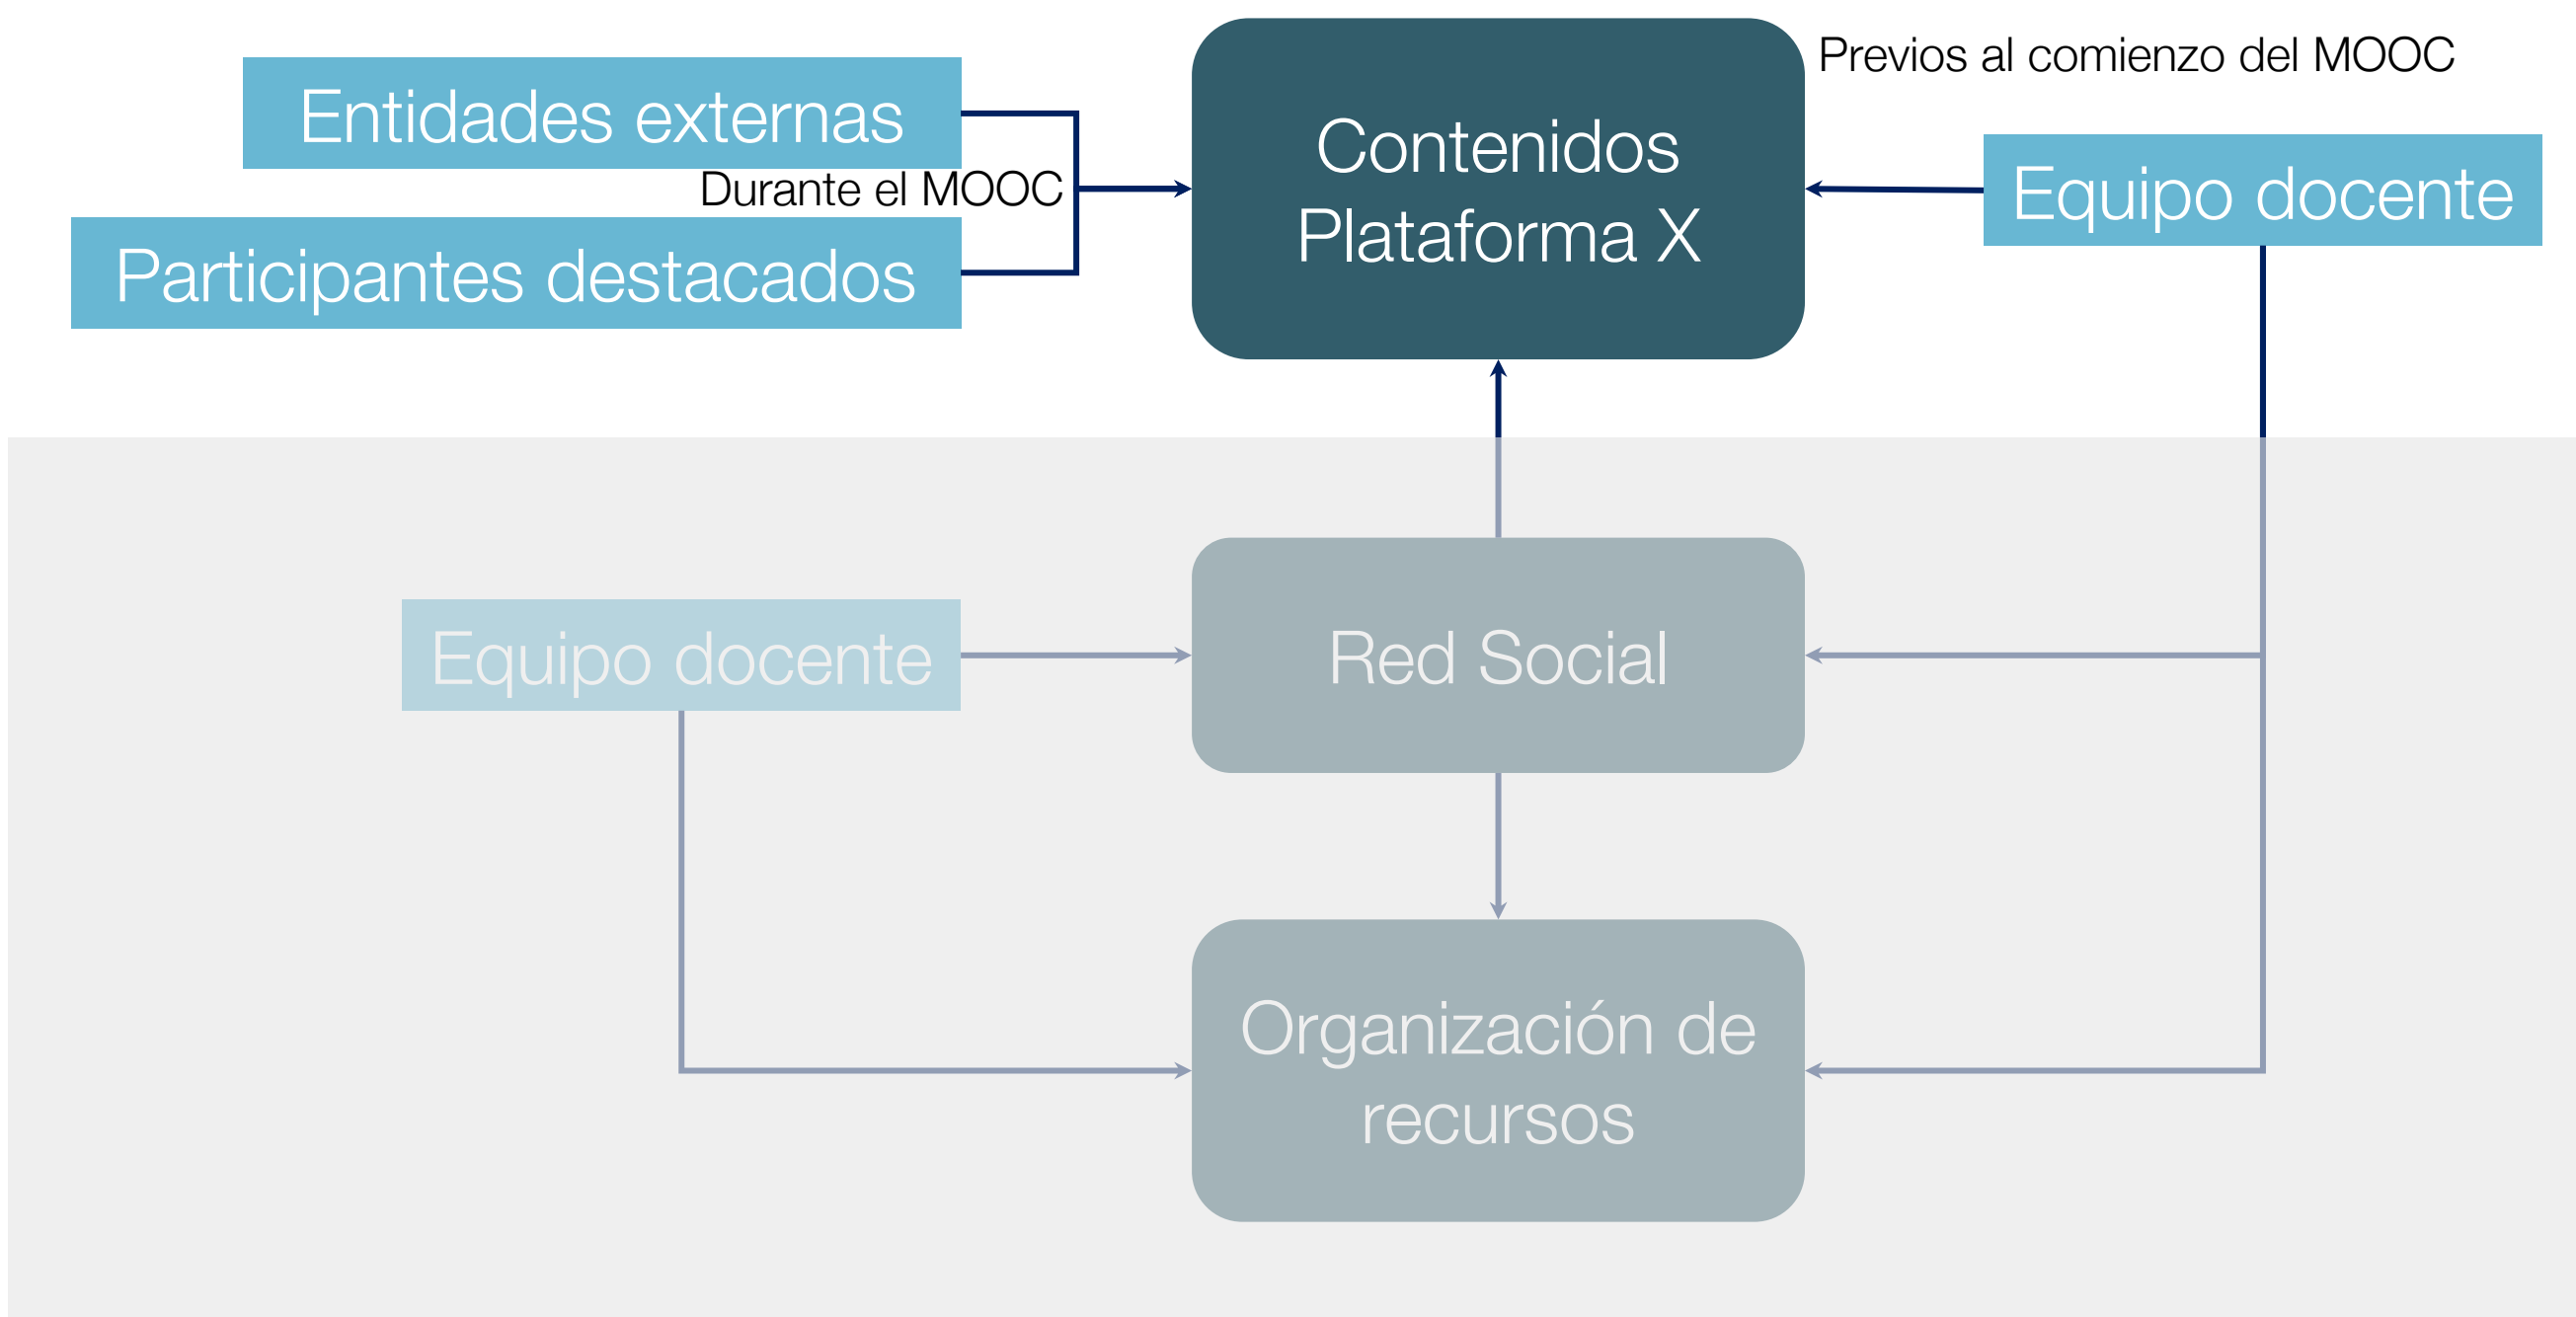 Previos al comienzo del MOOC
Entidades externas
Durante el MOOC
Participantes destacados
Contenidos
Plataforma X
Equipo docente
Equipo docente
Red Social
Organización de
recursos